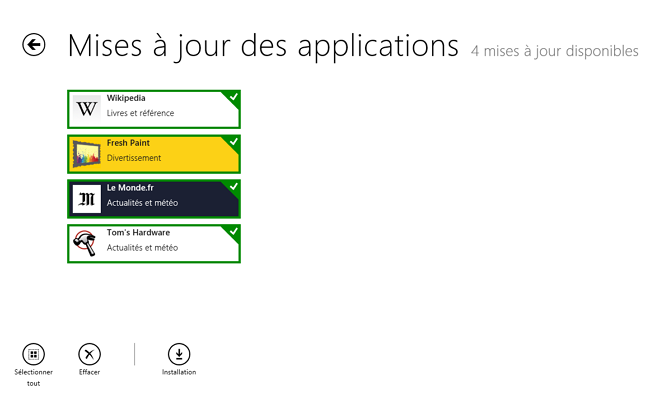 Mises à jour des applications 4 mises à jour disponibles
W
Wikipedia
Livres et référence
Fresh Paint
Divertissement
M
Le Monde.fr
Actualités et météo
Tom's Hardware
Actualités et météo
Sélectionner
tout
Effacer
Installation